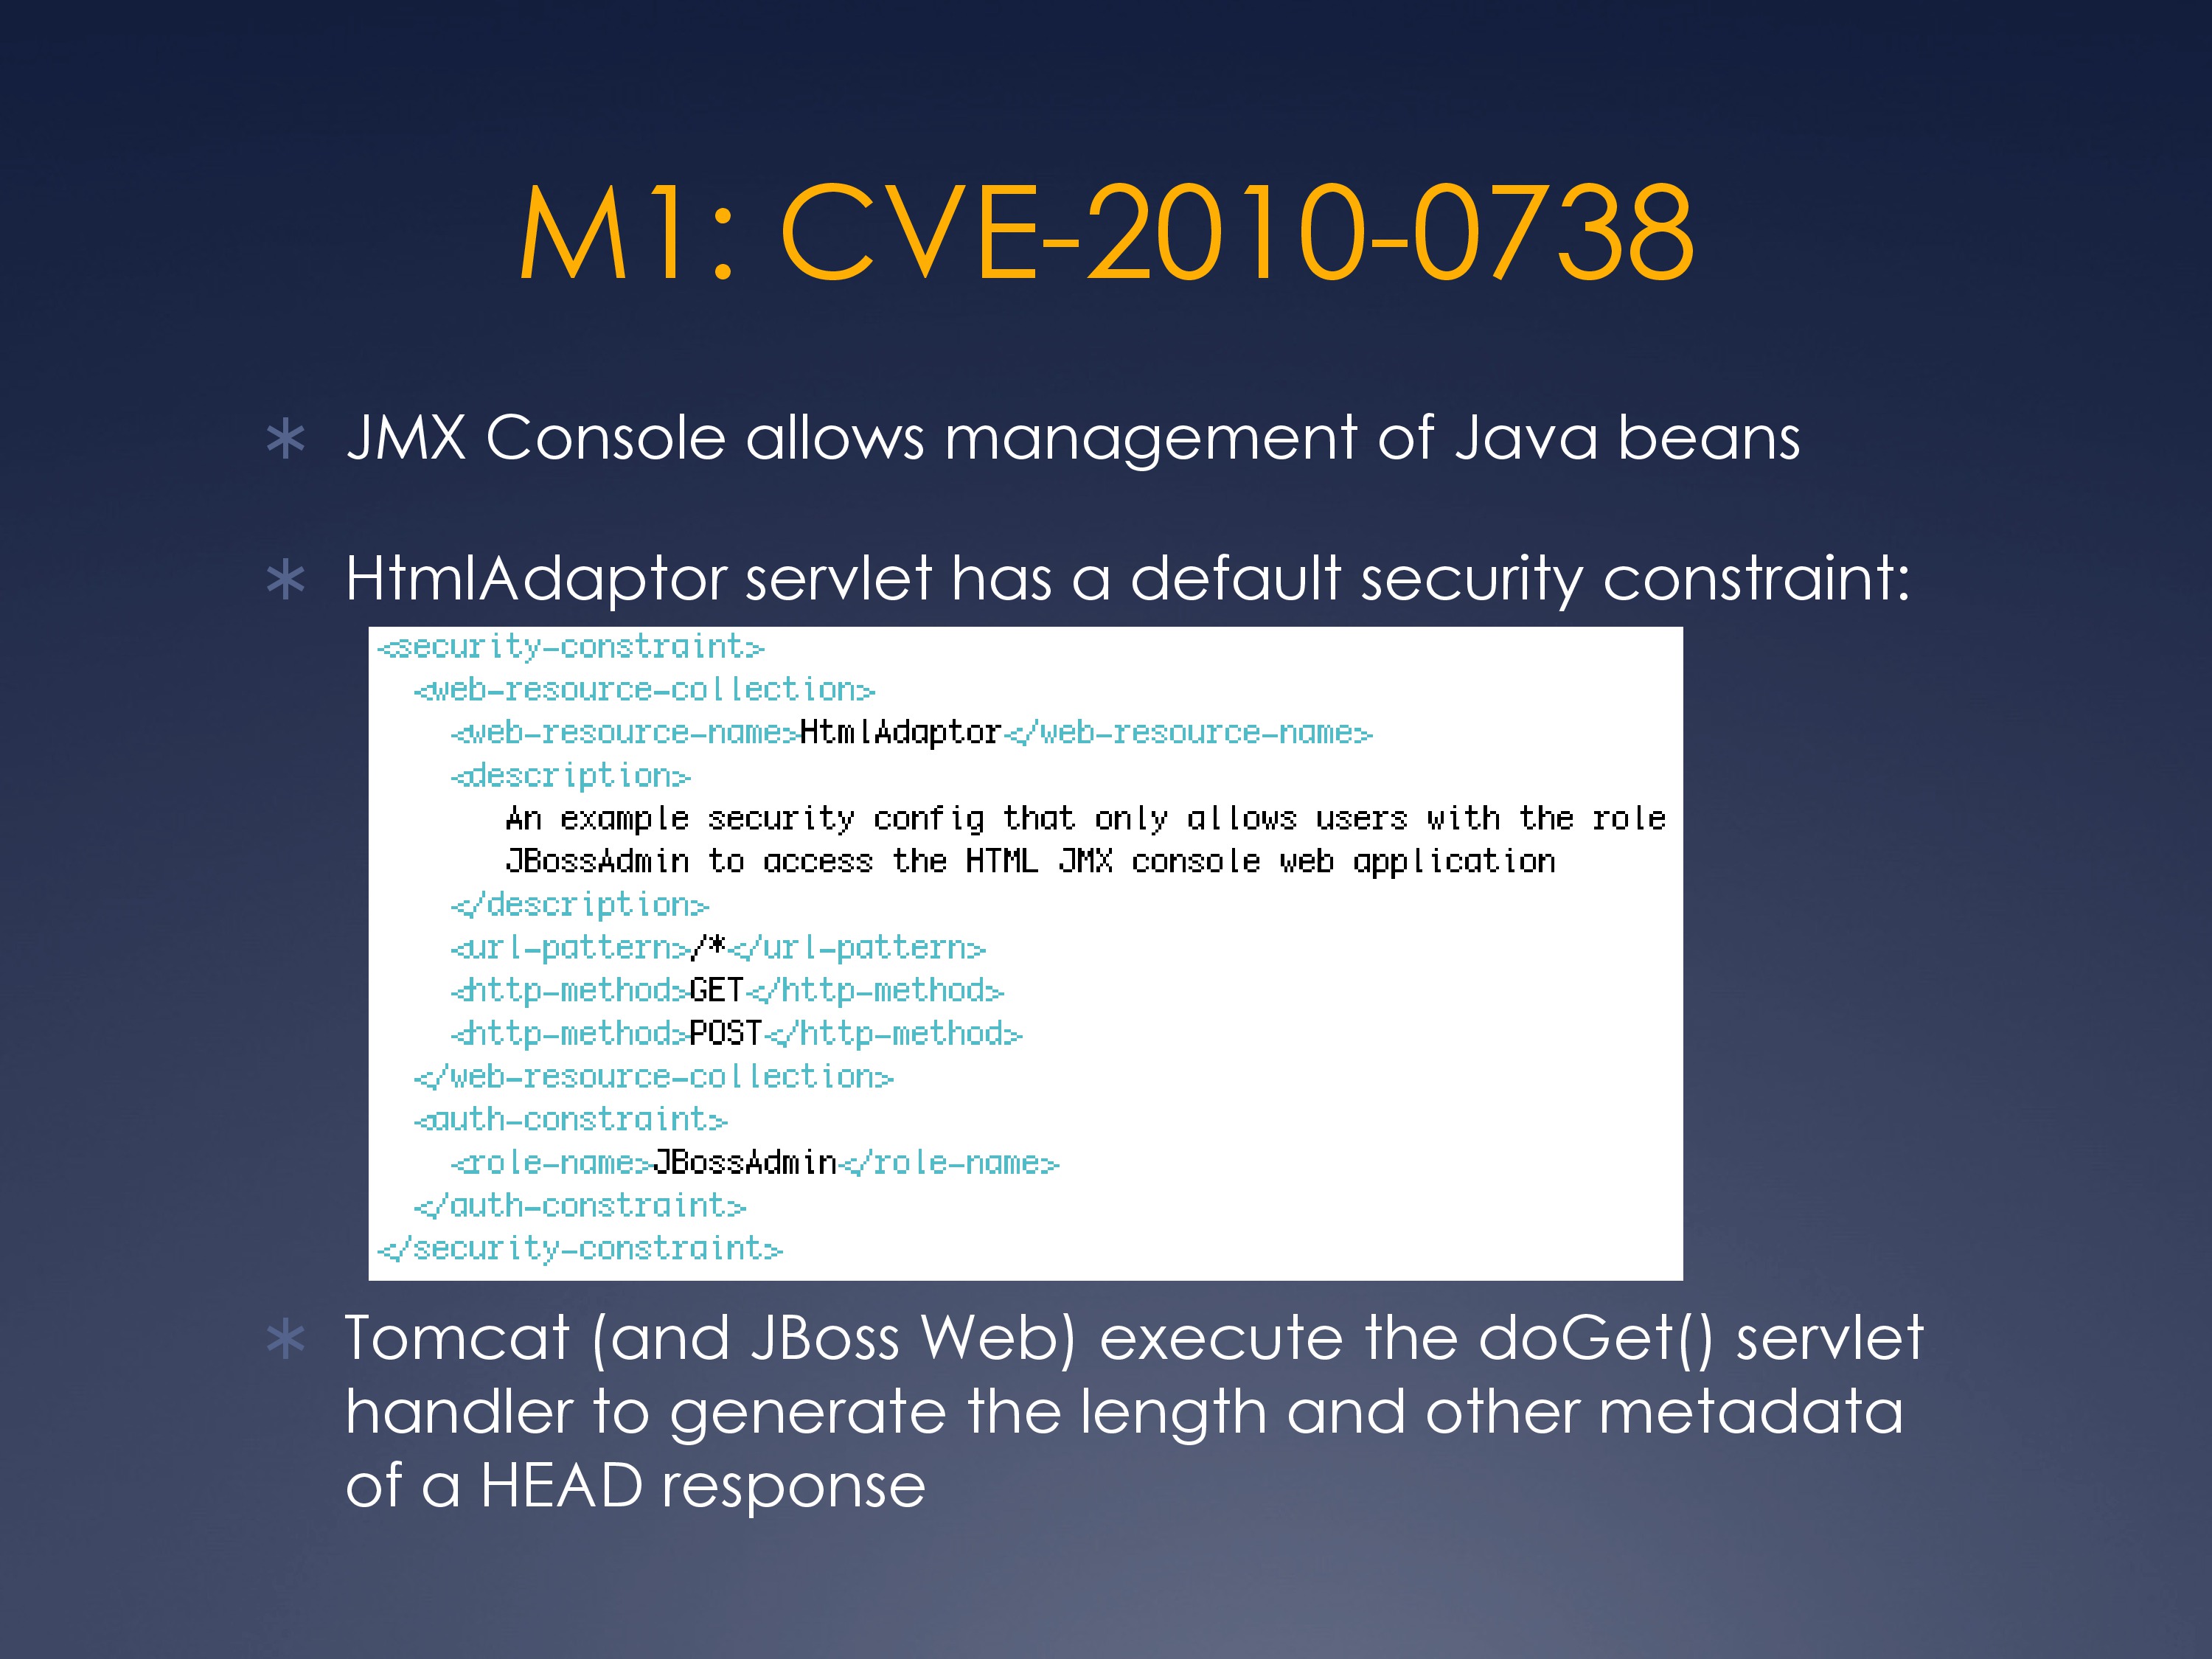 M1: CVE-2010-0738
* JMX Console allows management of Java beans
* HtmlAdaptor servlet has a default security constraint:
<security-constraint>
<web-resource-collection>
<web-resource-name>HtmlAdaptor</web-resource-name>
<description>
An example security config that only allows users with the role
JBossAdmin to access the HTML JMX console web application
</description>
<url-pattern>/*</url-pattern>
<http-method>GET</http-method>
<http-method>POST</http-method>
</web-resource-collection>
<auth-constraint>
<role-name>JBossAdmin</role-name>
</auth-constraint>
</security-constraint>
* Tomcat (and JBoss Web) execute the doGet() servlet
handler to generate the length and other metadata
of a HEAD response